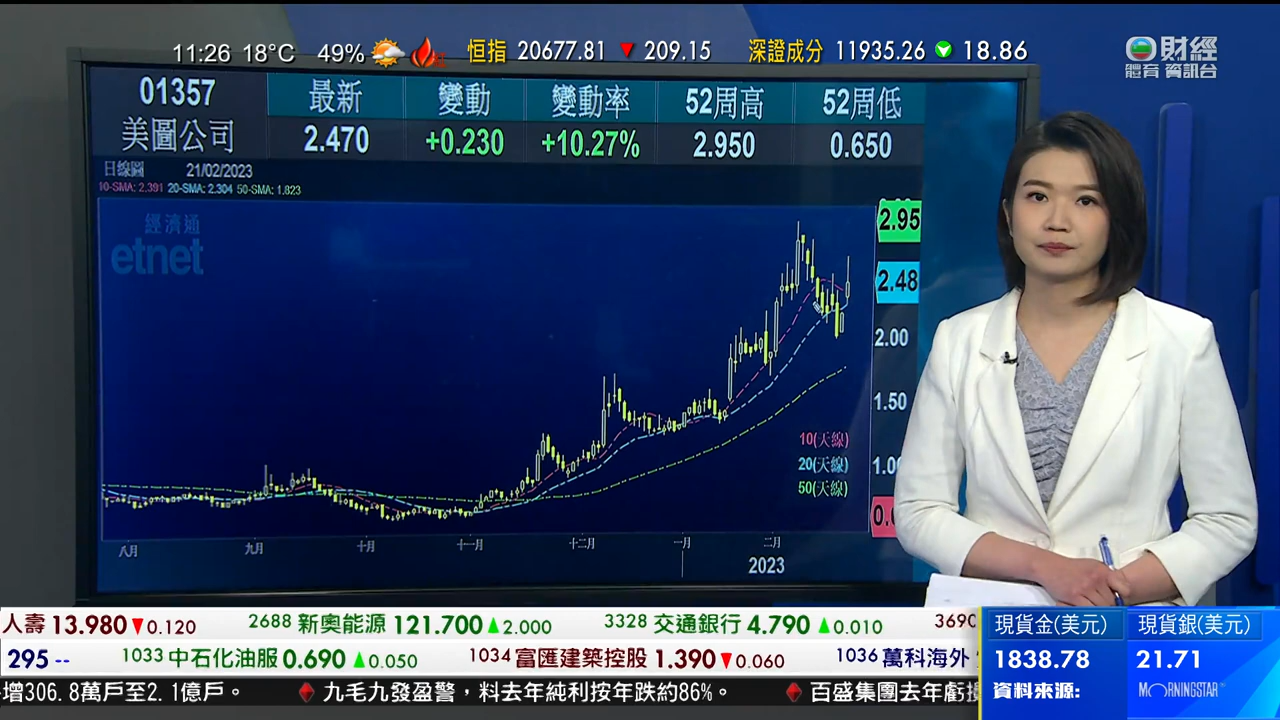 11:26 18°C 49% 恒指 20677.81 ▼ 209.15 深證成分 11935.26 18.86
財經
體育 資訊台
01357 最新 變動 變動率 52周高 52周低
美圖公司 2.470 +0.230 +10.27% 2.950 0.650
日線圖 21/02/2023
10-SMA: 2.391 20-SMA: 2.304 50-SMA: 1.823
經濟通
etnet
2.95
2.48
2.00
1.50
1.0
0.
10(天線)
20(天線)
50(天線)
八月 九月 十月 十一月 十二月 一月 二月
2023
人壽 13.980 ▼ 0.120 2688 新奧能源 121.700 ▲ 2.000 3328 交通銀行 4.790 ▲ 0.010 3690
295 -- 1033 中石化油服 0.690 ▲ 0.050 1034 富匯建築控股 1.390 ▼ 0.060 1036 萬科海外
增306.8萬戶至2.1億戶。 ◆ 九毛九發盈警，料去年純利按年跌約86%。 ◆ 百盛集團去年虧損
現貨金(美元) 現貨銀(美元)
1838.78 21.71
資料來源: MORNINGSTAR